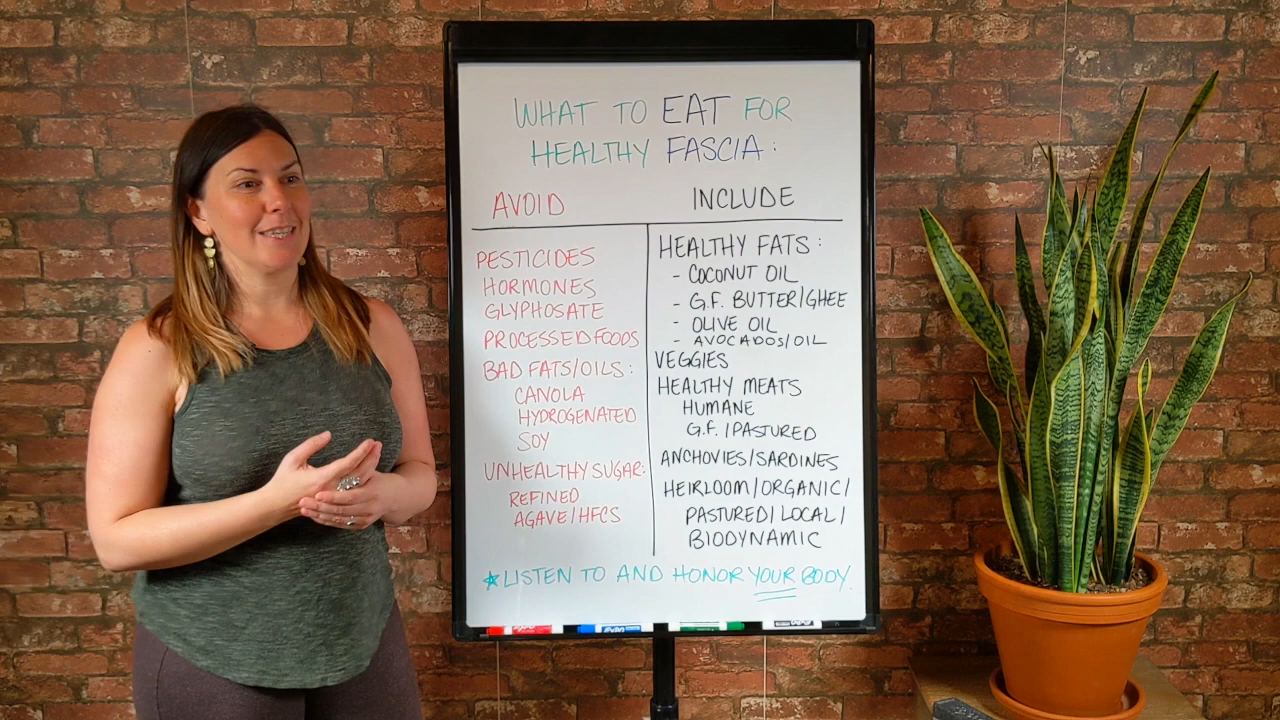 WHAT TO EAT FOR
HEALTHY FASCIA:
AVOID
PESTICIDES
HORMONES
GLYPHOSATE
PROCESSED FOODS
BAD FATS/OILS:
CANOLA
HYDROGENATED
SOY
UNHEALTHY SUGAR:
REFINED
AGAVE/HFCS
INCLUDE
HEALTHY FATS:
- COCONUT OIL
- G.F. BUTTER/GHEE
- OLIVE OIL
- AVOCADOS/OIL
VEGGIES
HEALTHY MEATS
HUMANE
G.F./PASTURED
ANCHOVIES/SARDINES
HEIRLOOM/ORGANIC/
PASTURED/LOCAL/
BIODYNAMIC
*LISTEN TO AND HONOR YOUR BODY.